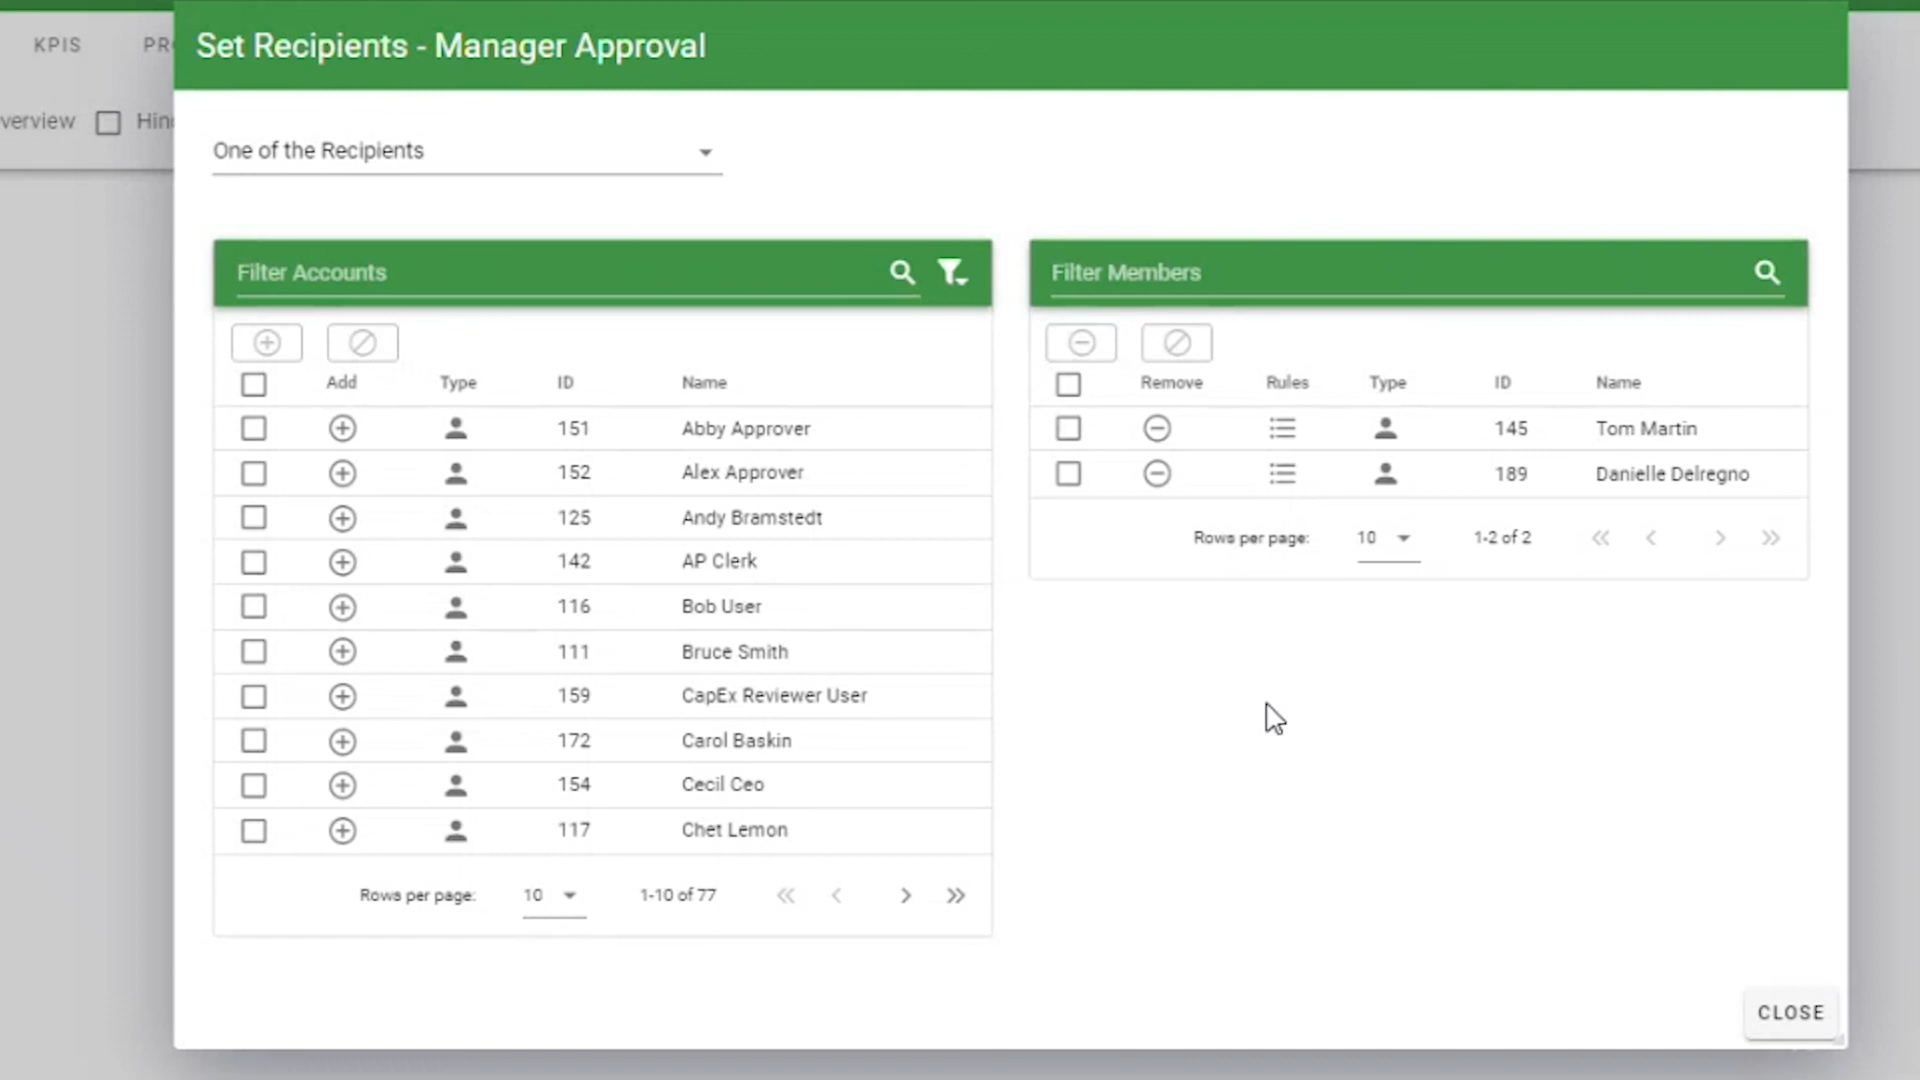 KPIS
Set Recipients - Manager Approval
verview
One of the Recipients
Filter Accounts
Add Type ID Name
151 Abby Approver
152 Alex Approver
125 Andy Bramstedt
142 AP Clerk
116 Bob User
111 Bruce Smith
159 CapEx Reviewer User
172 Carol Baskin
154 Cecil Ceo
117 Chet Lemon
Rows per page: 10 1-10 of 77
Filter Members
Remove Rules Type ID Name
145 Tom Martin
189 Danielle Delregno
Rows per page: 10 1-2 of 2
CLOSE